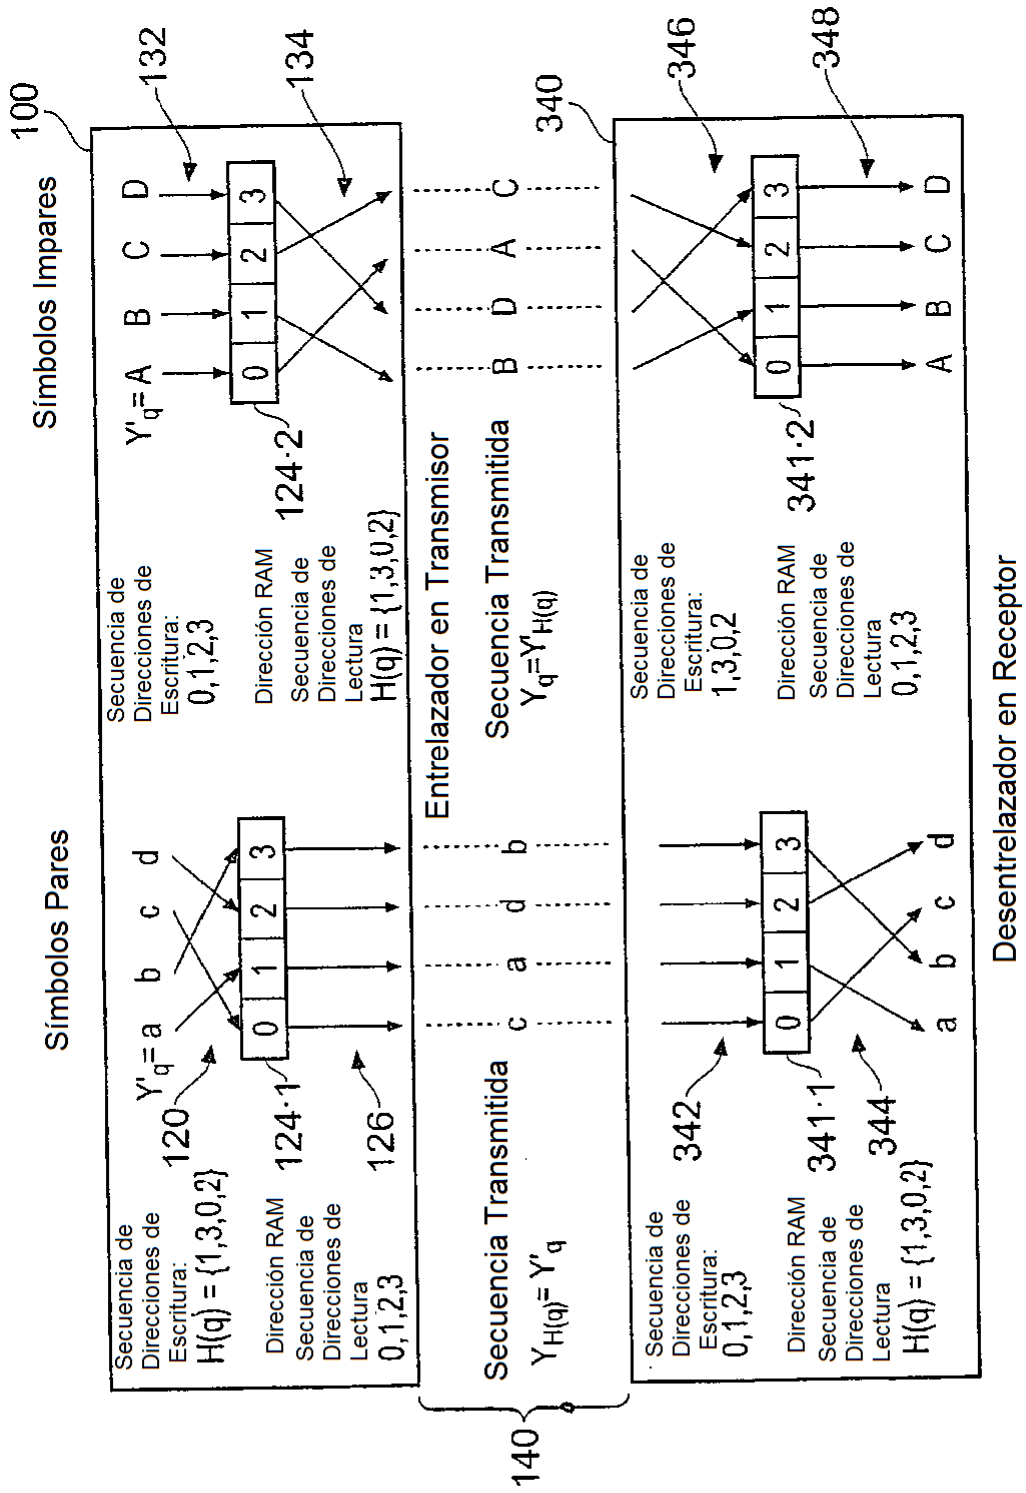 Símbolos Pares
Símbolos Impares
100
Secuencia de
Direcciones de
Escritura:
H(q) = {1,3,0,2}
120
Y'q= a b c d
0 1 2 3
124·1
Dirección RAM
Secuencia de
Direcciones de
Lectura
0,1,2,3
126
Secuencia de
Direcciones de
Escritura:
0,1,2,3
Y'q= A B C D
132
0 1 2 3
124·2
Dirección RAM
Secuencia de
Direcciones de
Lectura
H(q) = {1,3,0,2}
134
Entrelazador en Transmisor
140
Secuencia Transmitida
YH(q)= Y'q
c a d b
Secuencia Transmitida
Yq=Y'H(q)
B D A C
340
Secuencia de
Direcciones de
Escritura:
0,1,2,3
342
0 1 2 3
341·1
Dirección RAM
Secuencia de
Direcciones de
Lectura
H(q) = {1,3,0,2}
344
a b c d
Secuencia de
Direcciones de
Escritura:
1,3,0,2
346
0 1 2 3
341·2
Dirección RAM
Secuencia de
Direcciones de
Lectura
0,1,2,3
348
A B C D
Desentrelazador en Receptor